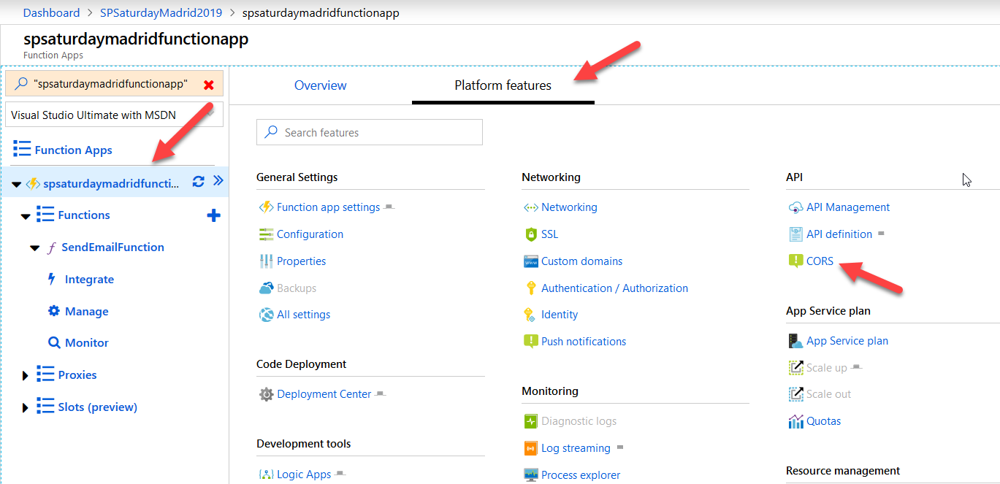 Dashboard > SPSaturdayMadrid2019 > spsaturdaymadridfunctionapp
spsaturdaymadridfunctionapp
Function Apps
"spsaturdaymadridfunctionapp"
Visual Studio Ultimate with MSDN
Function Apps
spsaturdaymadridfuncti...
Functions
SendEmailFunction
Integrate
Manage
Monitor
Proxies
Slots (preview)
Overview
Platform features
Search features
General Settings
Function app settings
Configuration
Properties
Backups
All settings
Code Deployment
Deployment Center
Development tools
Logic Apps
Networking
Networking
SSL
Custom domains
Authentication / Authorization
Identity
Push notifications
Monitoring
Diagnostic logs
Log streaming
Process explorer
API
API Management
API definition
CORS
App Service plan
App Service plan
Scale up
Scale out
Quotas
Resource management